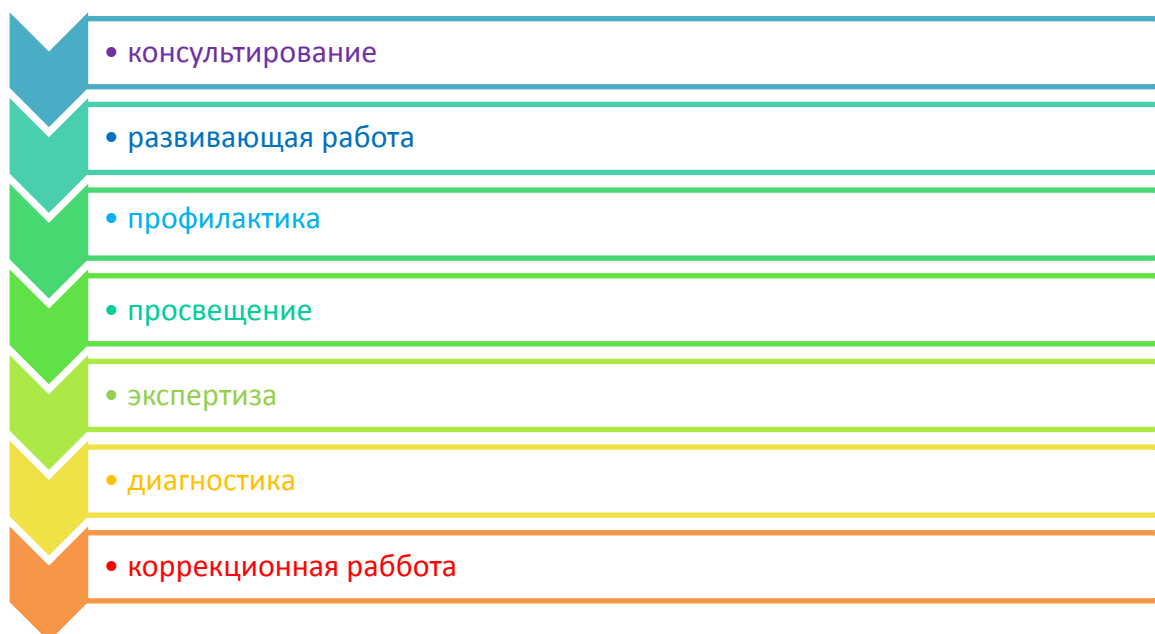 • консультирование
• развивающая работа
• профилактика
• просвещение
• экспертиза
• диагностика
• коррекционная раббота